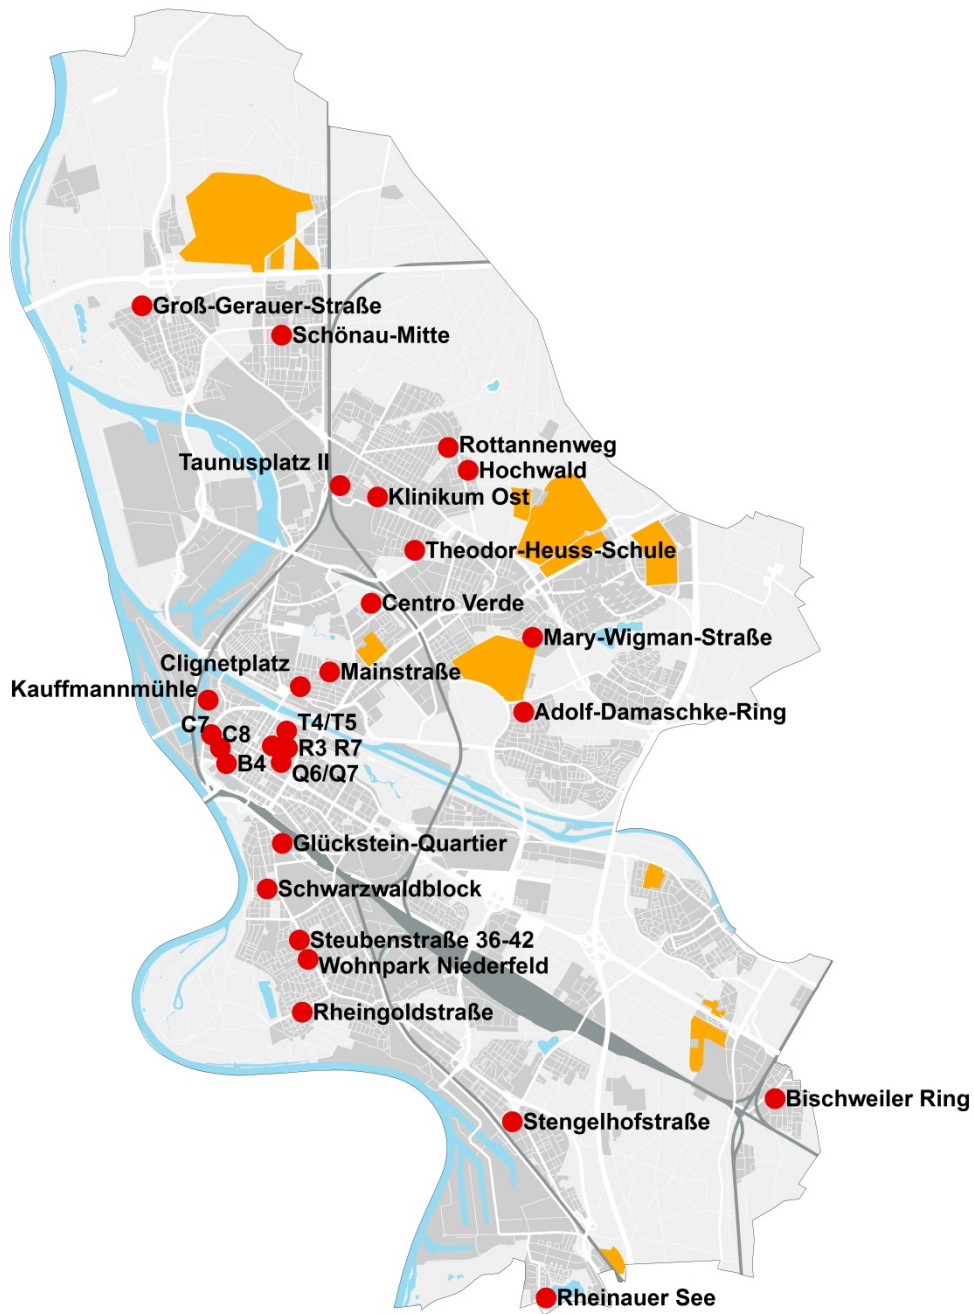 Groß-Gerauer-Straße
Schönau-Mitte
Rottannenweg
Taunusplatz II
Hochwald
Klinikum Ost
Theodor-Heuss-Schule
Centro Verde
Mary-Wigman-Straße
Clignetplatz
Mainstraße
Kauffmannmühle
Adolf-Damaschke-Ring
C7
T4/T5
C8
R3 R7
B4
Q6/Q7
Glückstein-Quartier
Schwarzwaldblock
Steubenstraße 36-42
Wohnpark Niederfeld
Rheingoldstraße
Bischweiler Ring
Stengelhofstraße
Rheinauer See